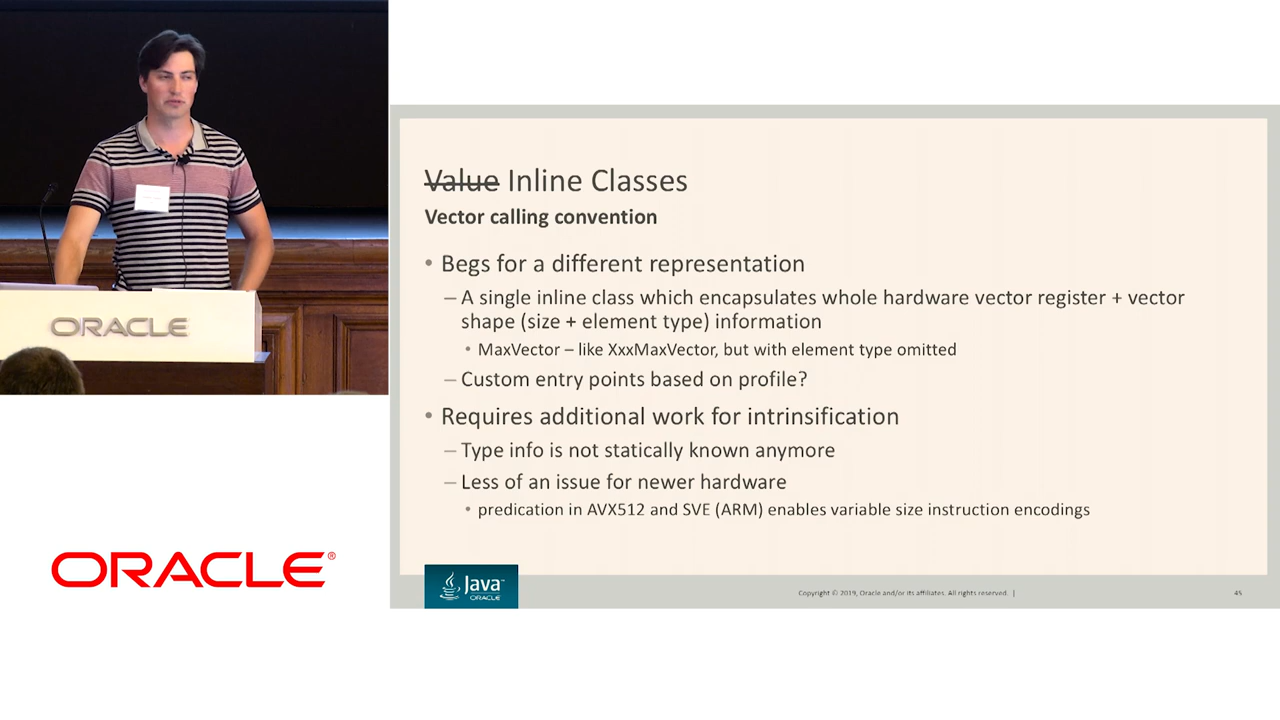 ORACLE
Value Inline Classes
Vector calling convention
• Begs for a different representation
– A single inline class which encapsulates whole hardware vector register + vector
shape (size + element type) information
• MaxVector – like XxxMaxVector, but with element type omitted
– Custom entry points based on profile?
• Requires additional work for intrinsification
– Type info is not statically known anymore
– Less of an issue for newer hardware
• predication in AVX512 and SVE (ARM) enables variable size instruction encodings
ORACLE®
Java™
ORACLE
Copyright © 2019, Oracle and/or its affiliates. All rights reserved. |
45